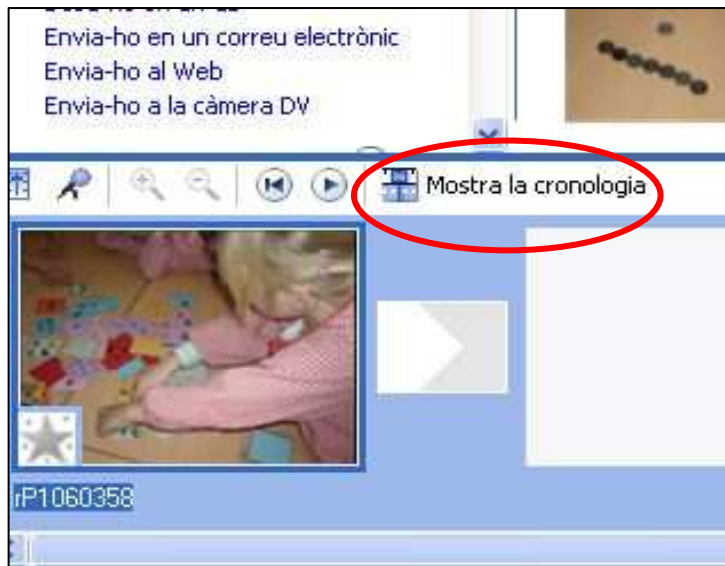 Envia-ho en un correu electrònic
Envia-ho al Web
Envia-ho a la càmera DV
Mostra la cronologia
rP1060358